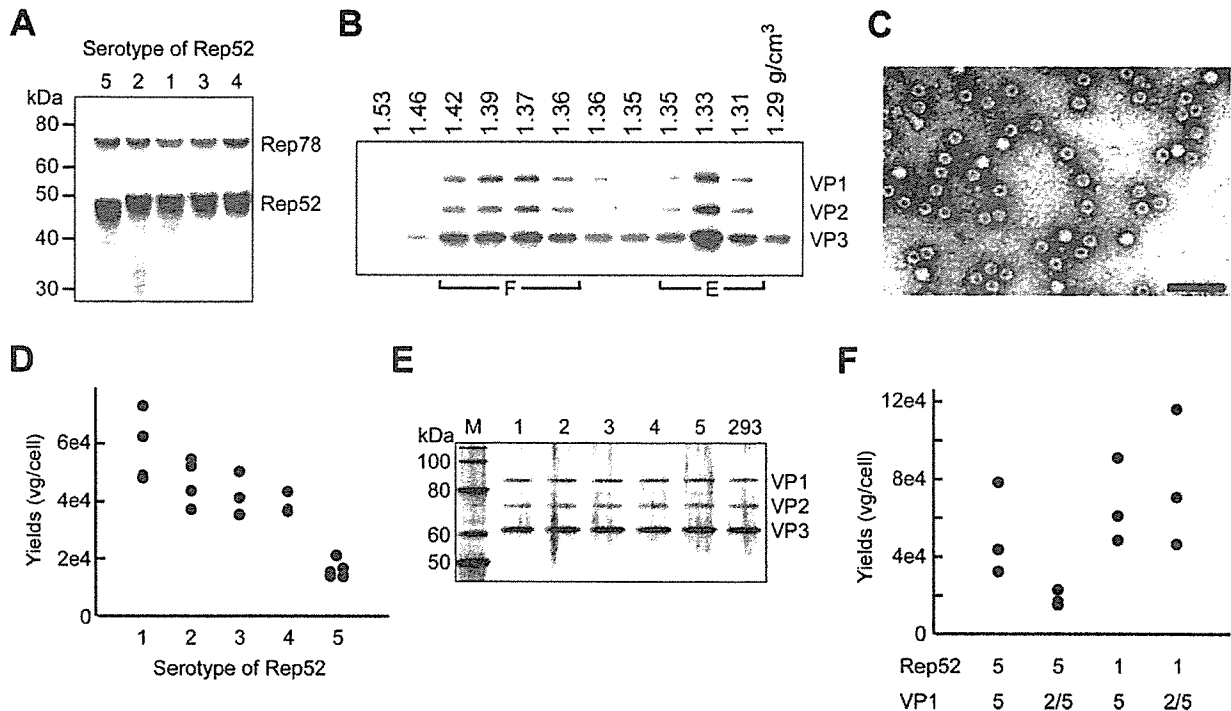 A
Serotype of Rep52
5 2 1 3 4
kDa
80
60
50
40
30
Rep78
Rep52
B
1.53 1.46 1.42 1.39 1.37 1.36 1.36 1.35 1.35 1.33 1.31 1.29 g/cm³
VP1
VP2
VP3
F E
C
D
Yields (vg/cell)
6e4
4e4
2e4
0
1 2 3 4 5
Serotype of Rep52
E
M 1 2 3 4 5 293
kDa
100
80
60
50
VP1
VP2
VP3
F
Yields (vg/cell)
12e4
8e4
4e4
0
Rep52 5 5 1 1
VP1 5 2/5 5 2/5